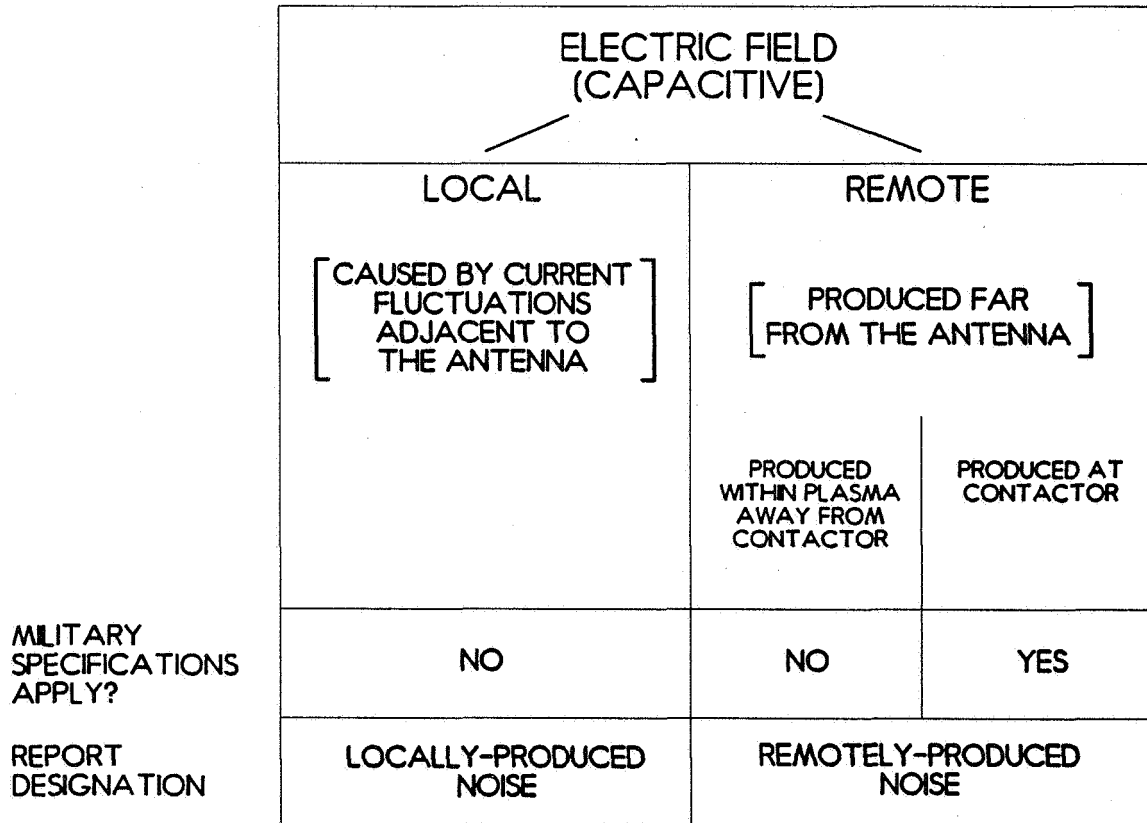 ELECTRIC FIELD
(CAPACITIVE)
LOCAL
REMOTE
CAUSED BY CURRENT
FLUCTUATIONS
ADJACENT TO
THE ANTENNA
PRODUCED FAR
FROM THE ANTENNA
PRODUCED
WITHIN PLASMA
AWAY FROM
CONTACTOR
PRODUCED AT
CONTACTOR
MILITARY
SPECIFICATIONS
APPLY?
NO
NO
YES
REPORT
DESIGNATION
LOCALLY-PRODUCED
NOISE
REMOTELY-PRODUCED
NOISE